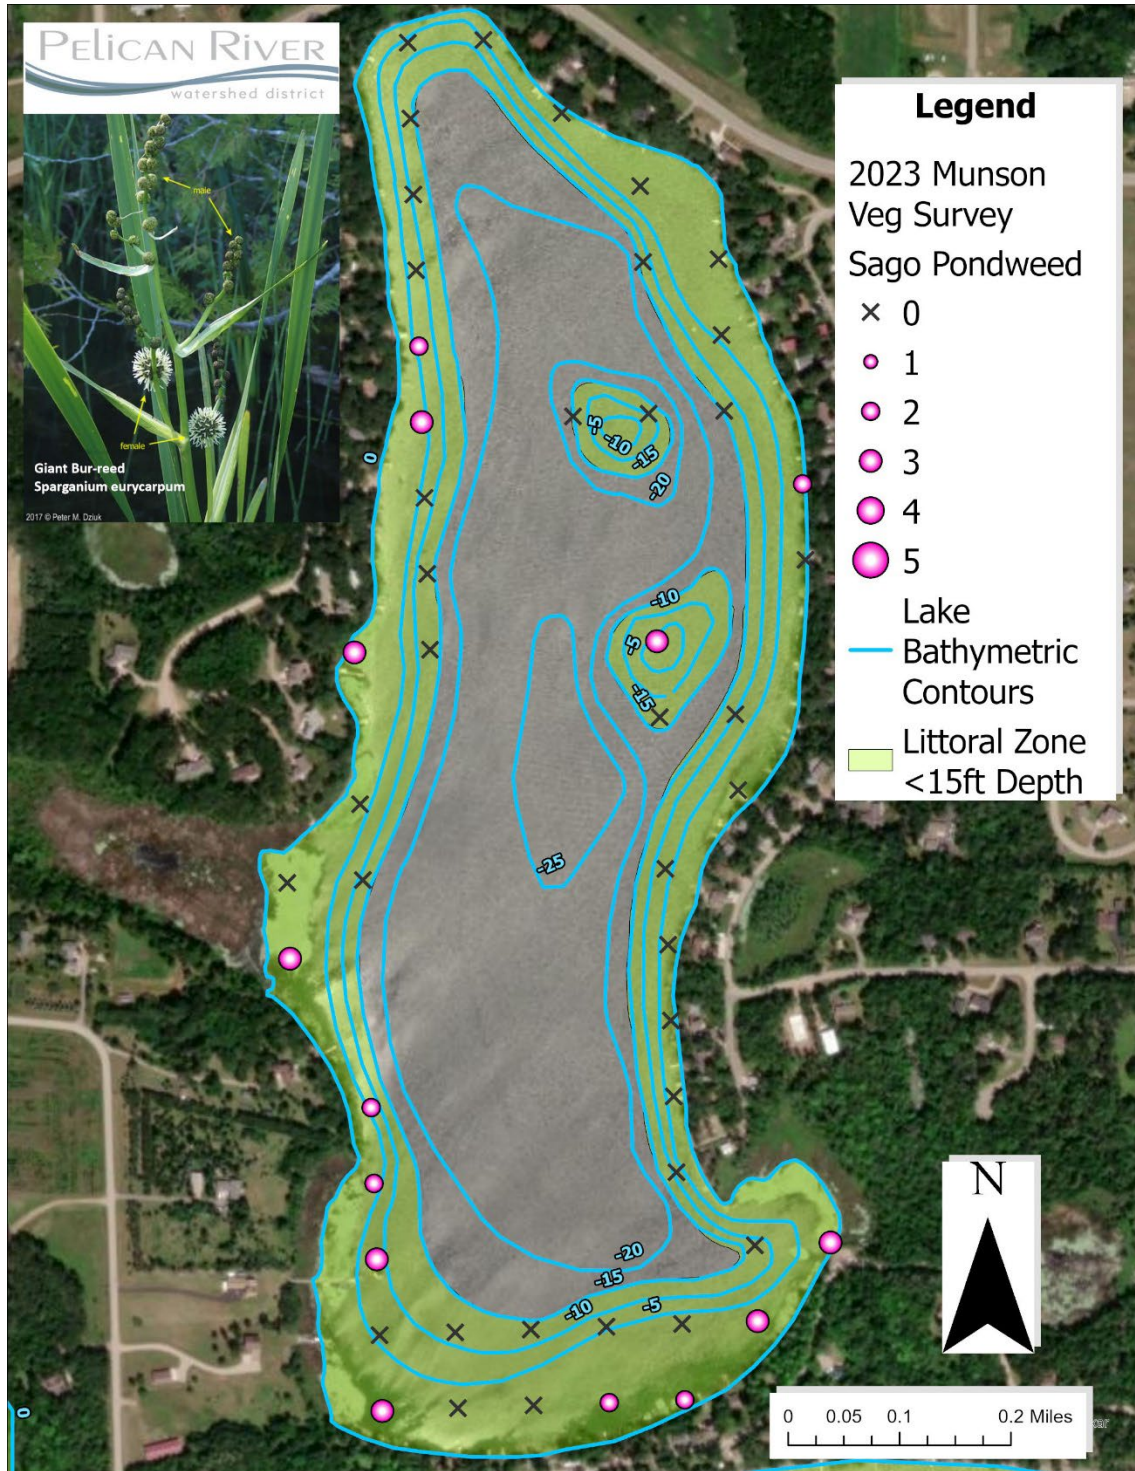 PELICAN RIVER
watershed district
male
female
Giant Bur-reed
Sparganium eurycarpum
2017 © Peter M. Dziuk
Legend
2023 Munson
Veg Survey
Sago Pondweed
0
1
2
3
4
5
Lake
Bathymetric
Contours
Littoral Zone
<15ft Depth
0
-5
-10
-15
-20
-10
-5
-15
-25
-20
-15
-10
-5
N
0
0 0.05 0.1 0.2 Miles